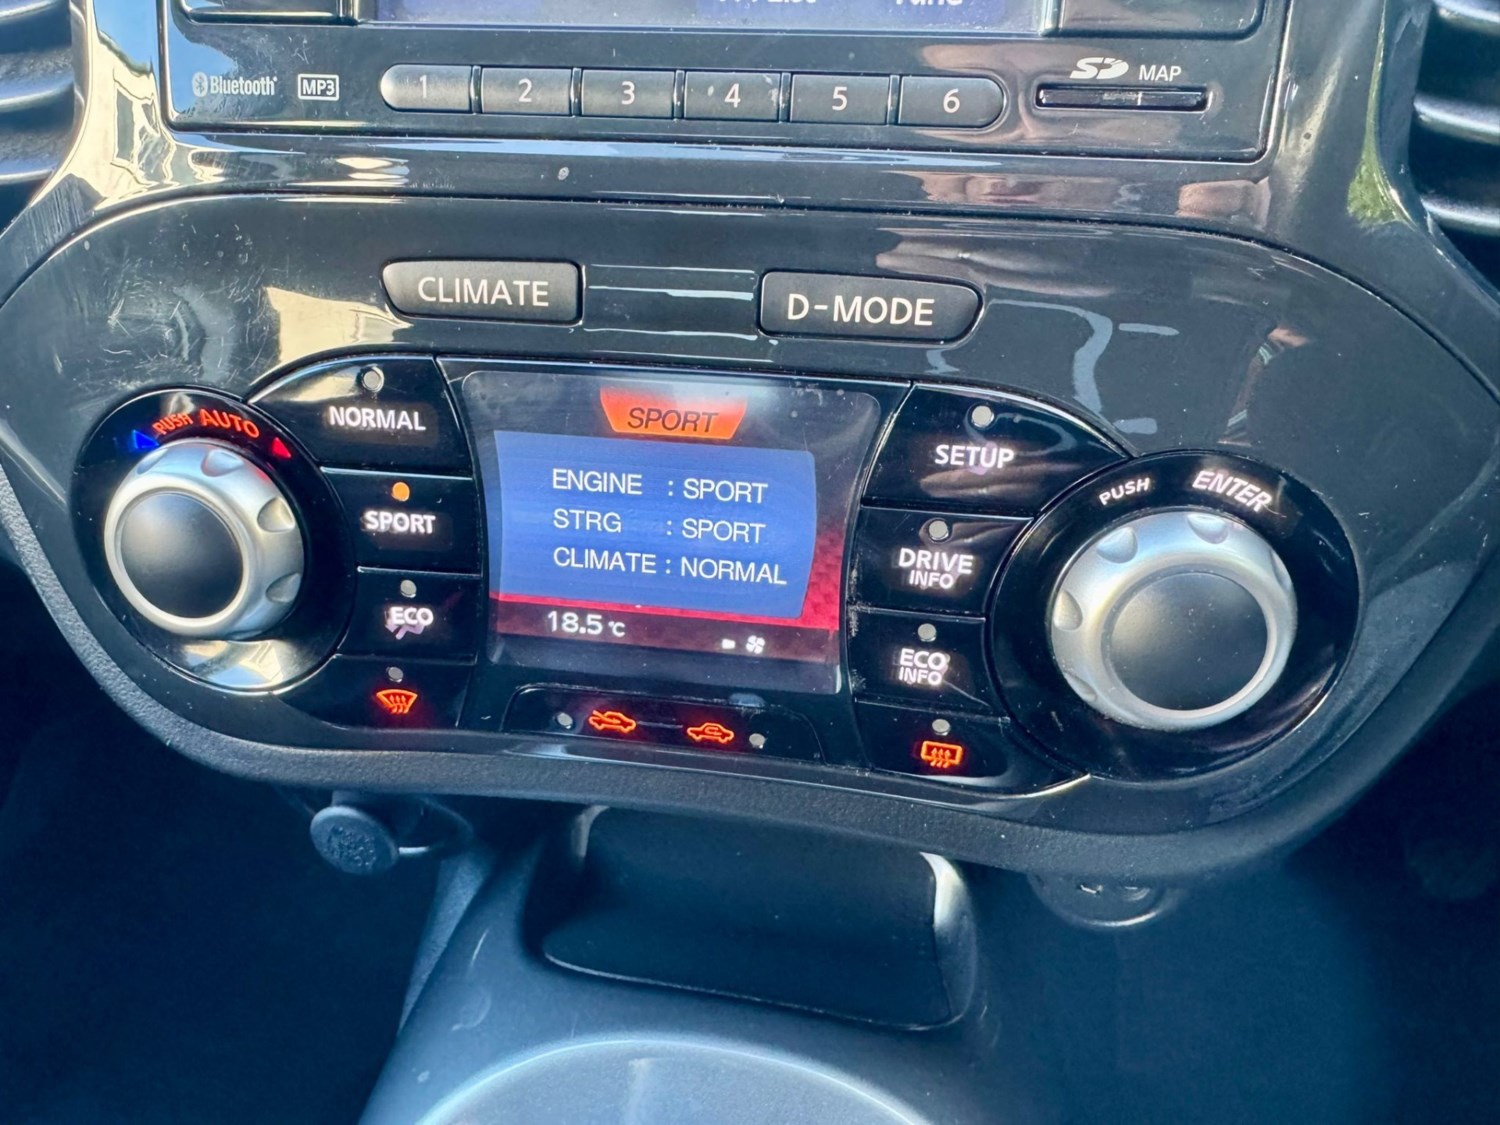 Bluetooth
MP3
1
2
3
4
5
6
SD MAP
CLIMATE
D-MODE
PUSH AUTO
NORMAL
SPORT
ECO
SPORT
ENGINE : SPORT
STRG : SPORT
CLIMATE : NORMAL
18.5°C
SETUP
DRIVE
INFO
ECO
INFO
PUSH ENTER